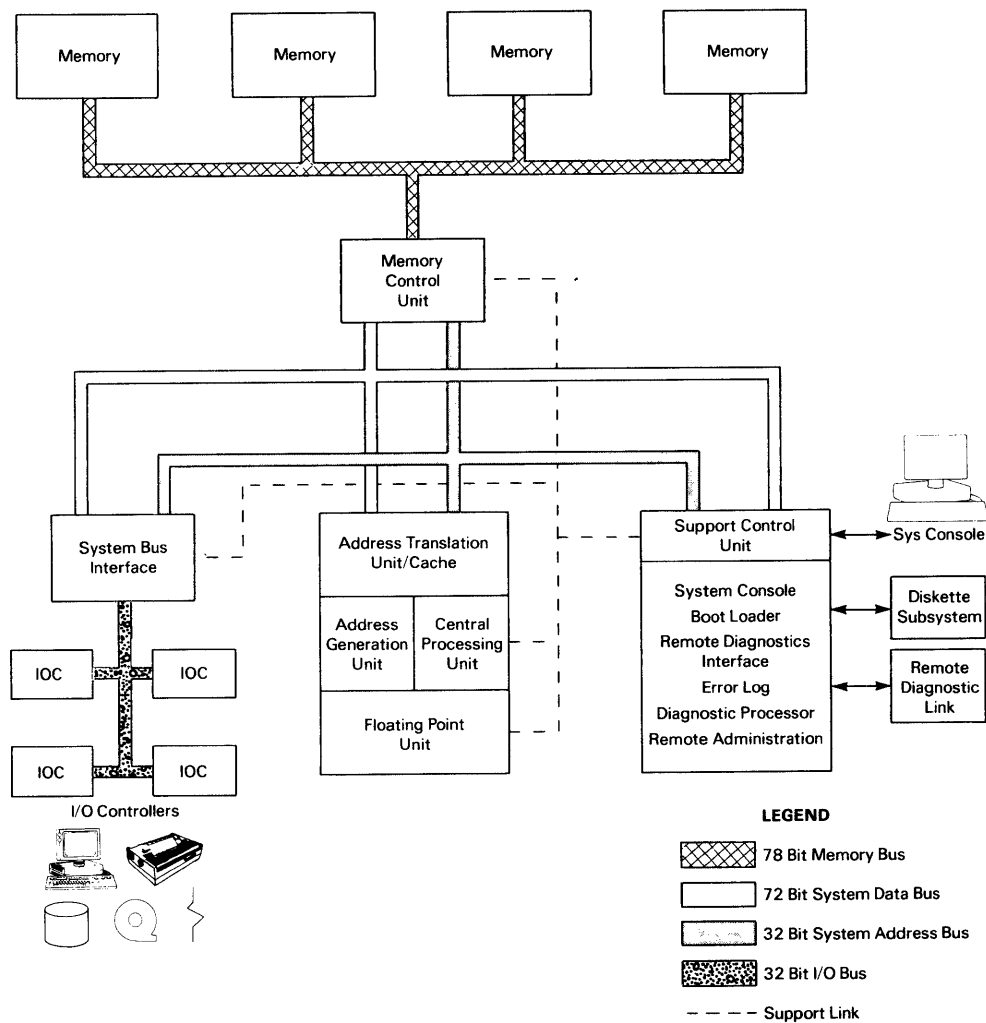 Memory
Memory
Memory
Memory
Memory
Control
Unit
System Bus
Interface
Address Translation
Unit/Cache
Address
Generation
Unit
Central
Processing
Unit
Floating Point
Unit
Support Control
Unit
System Console
Boot Loader
Remote Diagnostics
Interface
Error Log
Diagnostic Processor
Remote Administration
Sys Console
Diskette
Subsystem
Remote
Diagnostic
Link
IOC
IOC
IOC
IOC
I/O Controllers
LEGEND
78 Bit Memory Bus
72 Bit System Data Bus
32 Bit System Address Bus
32 Bit I/O Bus
Support Link